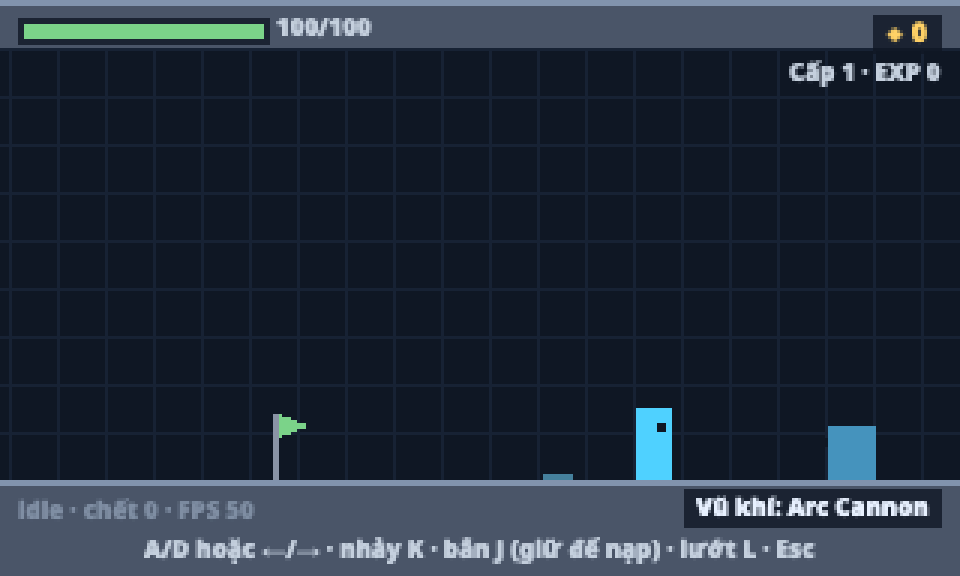 100/100
✦ 0
Cấp 1 · EXP 0
idle · chết 0 · FPS 50
Vũ khí: Arc Cannon
A/D hoặc ←/→ · nhảy K · bắn J (giữ để nạp) · lướt L · Esc